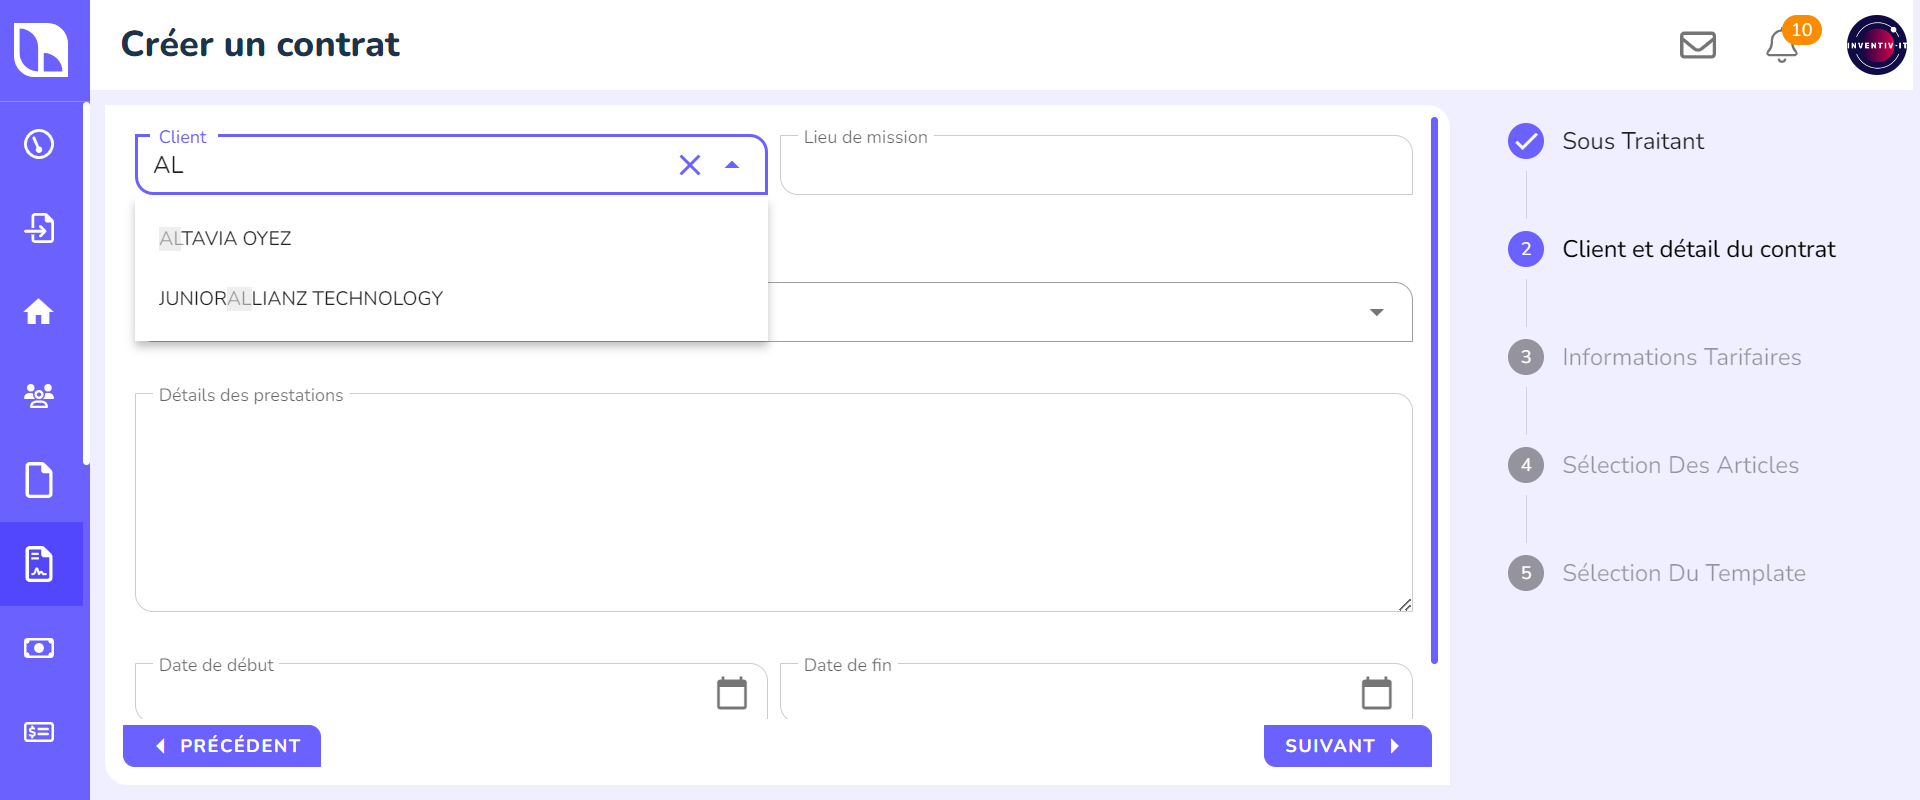 Créer un contrat
10
INVENTIV-IT
Client
AL
Lieu de mission
ALTAVIA OYEZ
JUNIORALLIANZ TECHNOLOGY
Détails des prestations
Date de début
Date de fin
PRÉCÉDENT
SUIVANT
Sous Traitant
2 Client et détail du contrat
3 Informations Tarifaires
4 Sélection Des Articles
5 Sélection Du Template